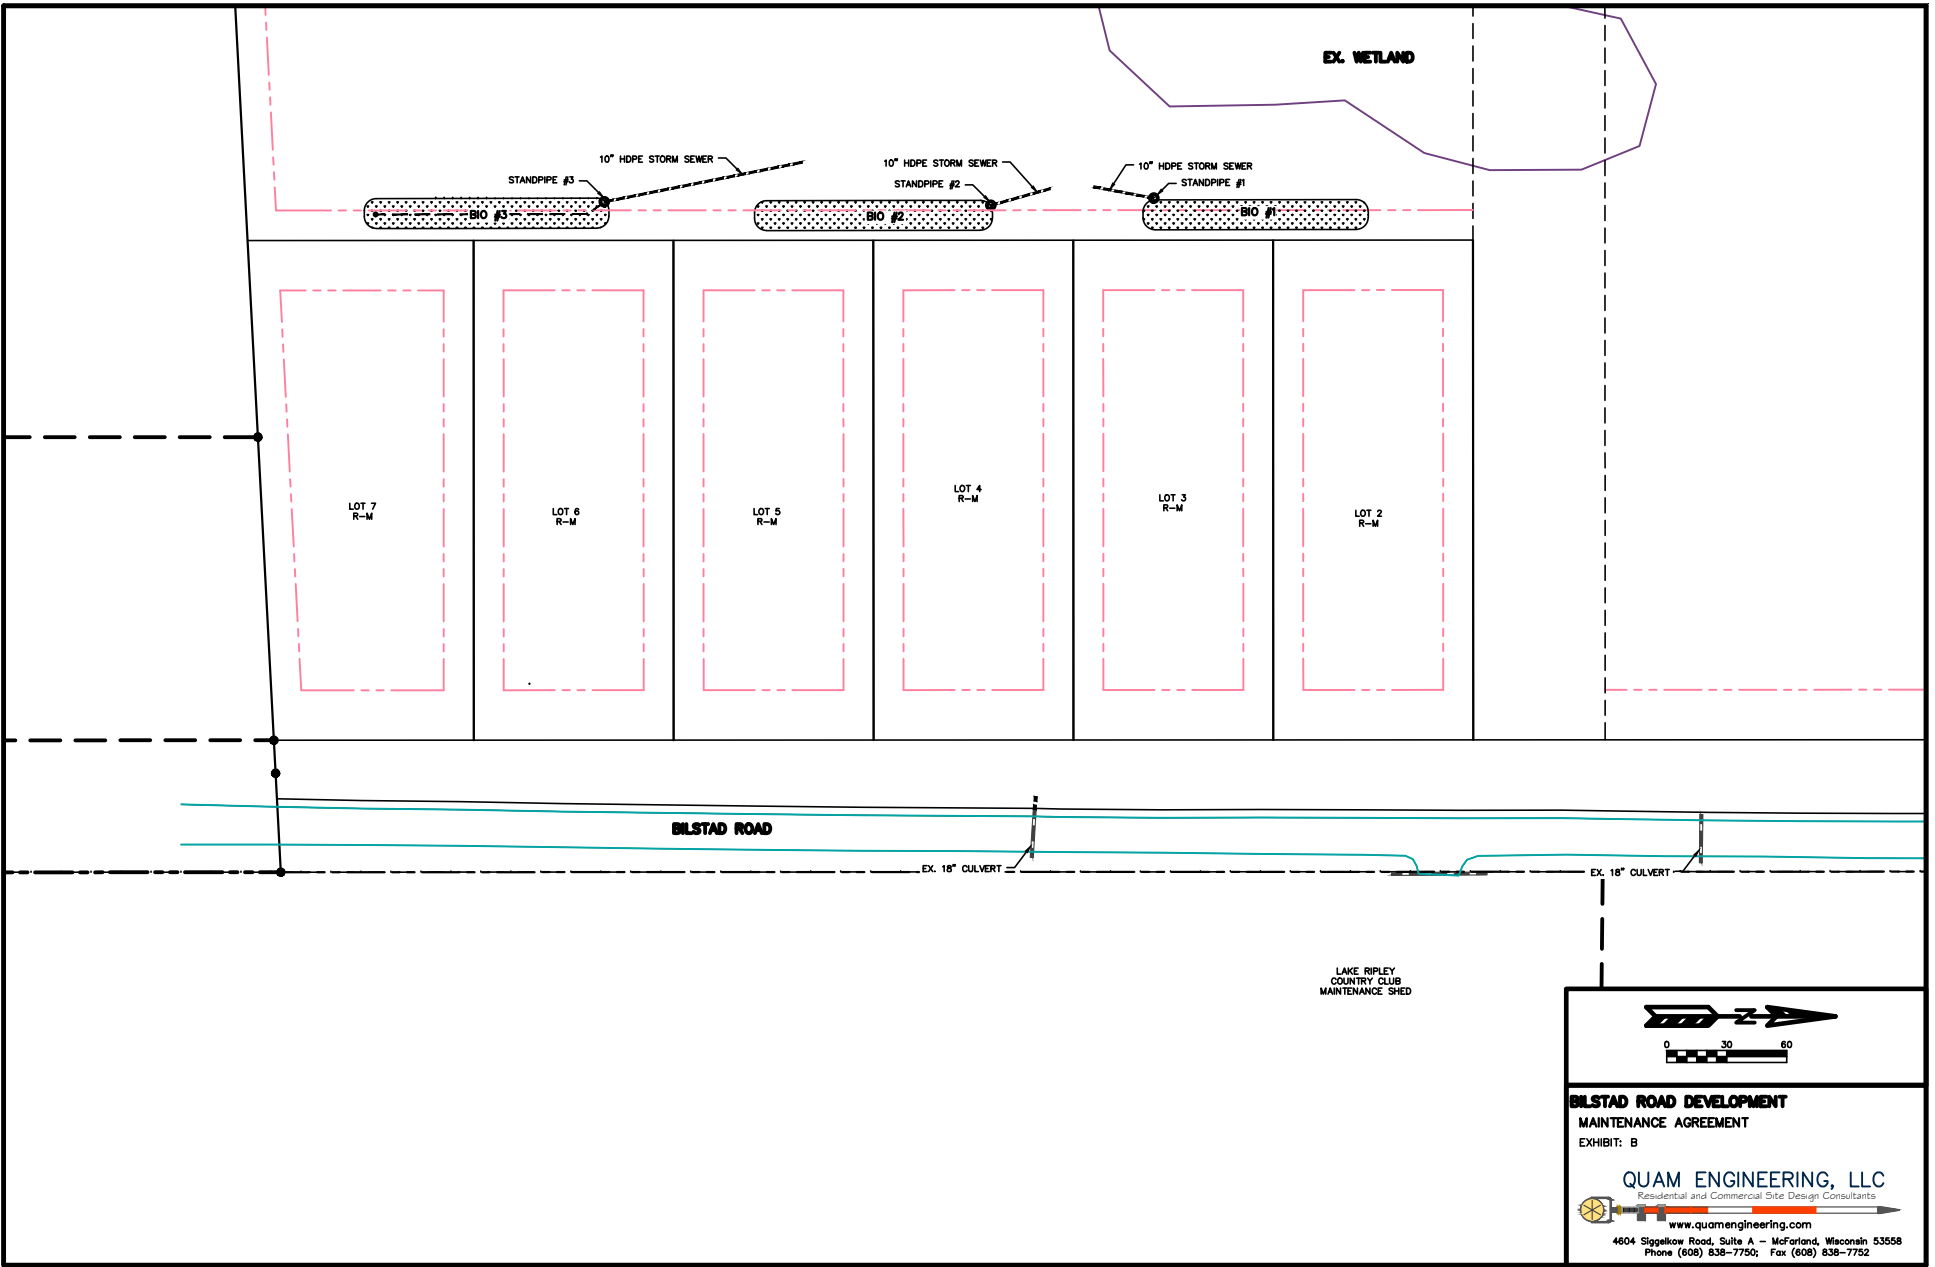 EX. WETLAND
10" HDPE STORM SEWER
STANDPIPE #3
10" HDPE STORM SEWER
STANDPIPE #2
10" HDPE STORM SEWER
STANDPIPE #1
BIO #3
BIO #2
BIO #1
LOT 7
R-M
LOT 6
R-M
LOT 5
R-M
LOT 4
R-M
LOT 3
R-M
LOT 2
R-M
BILSTAD ROAD
EX. 18" CULVERT
EX. 18" CULVERT
LAKE RIPLEY
COUNTRY CLUB
MAINTENANCE SHED
N
0 30 60
BILSTAD ROAD DEVELOPMENT
MAINTENANCE AGREEMENT
EXHIBIT: B
QUAM ENGINEERING, LLC
Residential and Commercial Site Design Consultants
www.quamengineering.com
4604 Siggelkow Road, Suite A - McFarland, Wisconsin 53558
Phone (608) 838-7750; Fax (608) 838-7752